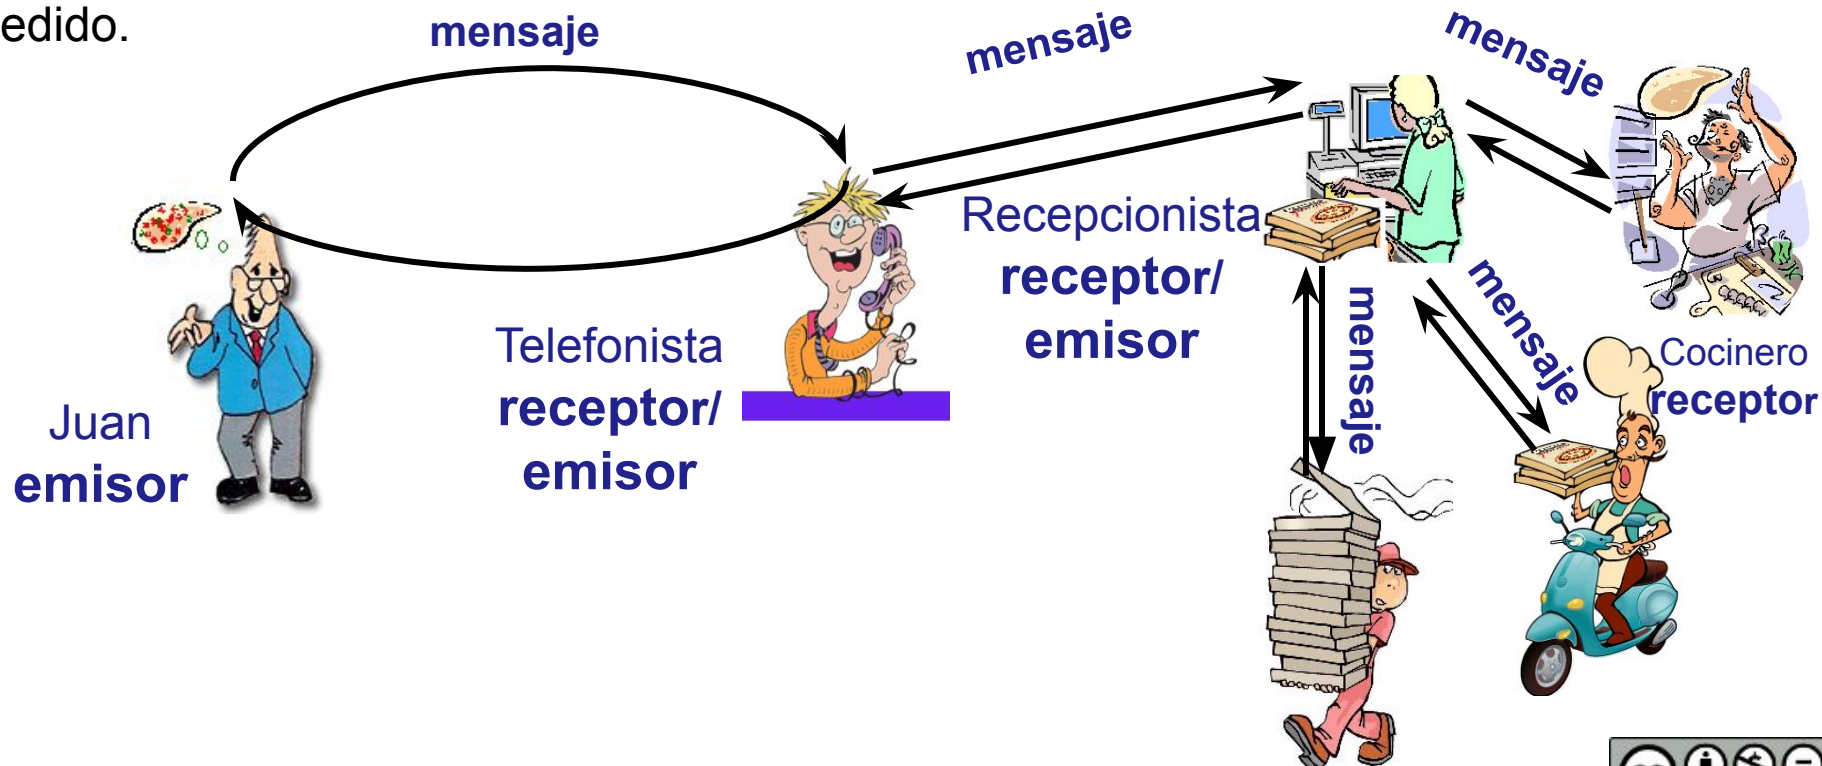 edido.
mensaje
mensaje
mensaje
Recepcionista
receptor/
emisor
mensaje
mensaje
Telefonista
receptor/
emisor
Cocinero
receptor
Juan
emisor